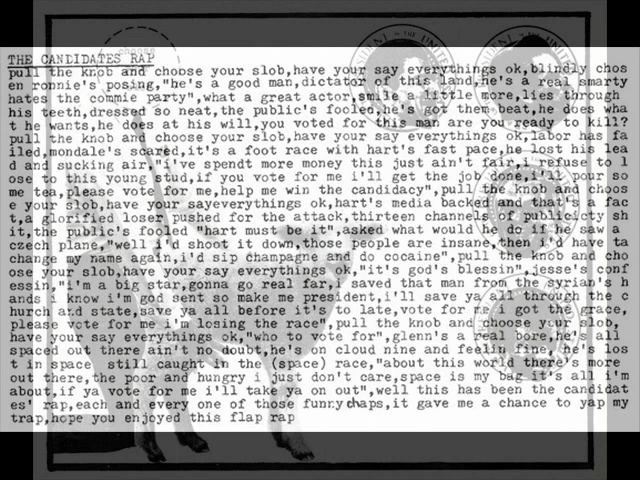 THE CANDIDATES RAP
pull the knob and choose your slob,have your say everythings ok,blindly chos
en ronnie's posing,"he's a good man,dictator of this land,he's a real smarty
hates the commie party",what a great actor,smile a little more,lies through
his teeth,dressed so neat,the public's fooled,he's got them beat,he does wha
t he wants,he does at his will,you voted for this man are you ready to kill?
pull the knob and choose your slob,have your say everythings ok,labor has fa
iled,mondale's scared,it's a foot race with hart's fast pace,he lost his lea
d and sucking air,"i've spendt more money this just ain't fair,i refuse to l
ose to this young stud,if you vote for me i'll get the job done,i'll pour so
me tea,please vote for me,help me win the candidacy",pull the knob and choos
e your slob,have your sayeverythings ok,hart's media backed and that's a fac
t,a glorified loser pushed for the attack,thirteen channels of publicicty sh
it,the public's fooled "hart must be it",asked what would he do if he saw a
czech plane,"well i'd shoot it down,those people are insane,then i'd have ta
change my name again,i'd sip champagne and do cocaine",pull the knob and cho
ose your slob,have your say everythings ok,"it's god's blessin",jesse's conf
essin,"i'm a big star,gonna go real far,i saved that man from the syrian's h
ands i know i'm god sent so make me president,i'll save ya all through the c
hurch and state,save ya all before it's to late,vote for me i got the grace,
please vote for me i'm losing the race",pull the knob and choose your slob,
have your say everythings ok,"who to vote for",glenn's a real bore,he's all
spaced out there ain't no doubt,he's on cloud nine and feelin fine,he's los
t in space still caught in the (space) race,"about this world there's more
out there,the poor and hungry i just don't care,space is my bag it's all i'm
about,if ya vote for me i'll take ya on out",well this has been the candidat
es' rap,each and every one of those funny chaps,it gave me a chance to yap my
trap,hope you enjoyed this flap rap